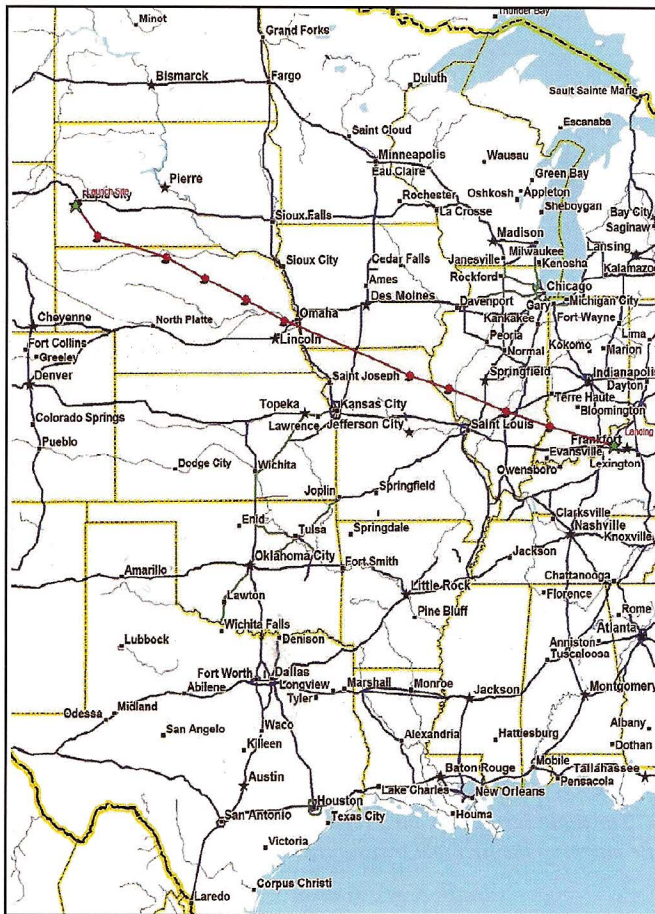 Thunder Bay
Minot
Grand Forks
Bismarck
Fargo
Duluth
Sault Sainte Marie
Escanaba
Saint Cloud
Minneapolis
Wausau
Eau Claire
Green Bay
Pierre
Launch Site
Rapid City
Rochester
Oshkosh
Appleton
Sheboygan
La Crosse
Bay City
Saginaw
Sioux Falls
Madison
Milwaukee
Lansing
Sioux City
Cedar Falls
Janesville
Kenosha
Rockford
Kalamazoo
Ames
Chicago
Omaha
Des Moines
Davenport
Gary
Michigan City
Cheyenne
North Platte
Kankakee
Fort Wayne
Lincoln
Peoria
Lima
Fort Collins
Normal
Kokomo
Marion
Greeley
Denver
Saint Joseph
Springfield
Indianapolis
Dayton
Terre Haute
Topeka
Kansas City
Bloomington
Colorado Springs
Lawrence
Jefferson City
Saint Louis
Landing
Pueblo
Frankfort
Evansville
Dodge City
Wichita
Owensboro
Lexington
Joplin
Springfield
Clarksville
Enid
Tulsa
Springdale
Nashville
Knoxville
Oklahoma City
Jackson
Amarillo
Fort Smith
Chattanooga
Little Rock
Florence
Lawton
Pine Bluff
Rome
Wichita Falls
Atlanta
Lubbock
Denison
Anniston
Tuscaloosa
Fort Worth
Dallas
Abilene
Longview
Marshall
Monroe
Tyler
Jackson
Montgomery
Midland
Odessa
Waco
Albany
San Angelo
Killeen
Alexandria
Hattiesburg
Dothan
Austin
Baton Rouge
Mobile
Tallahassee
Lake Charles
Pensacola
Houston
New Orleans
San Antonio
Texas City
Houma
Victoria
Laredo
Corpus Christi